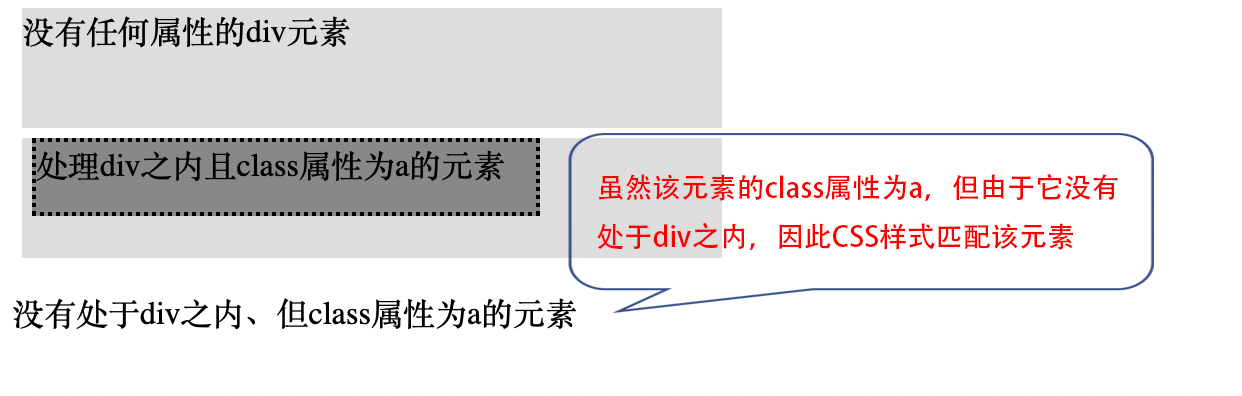 没有任何属性的div元素
处理div之内且class属性为a的元素
虽然该元素的class属性为a，但由于它没有
处于div之内，因此CSS样式匹配该元素
没有处于div之内、但class属性为a的元素